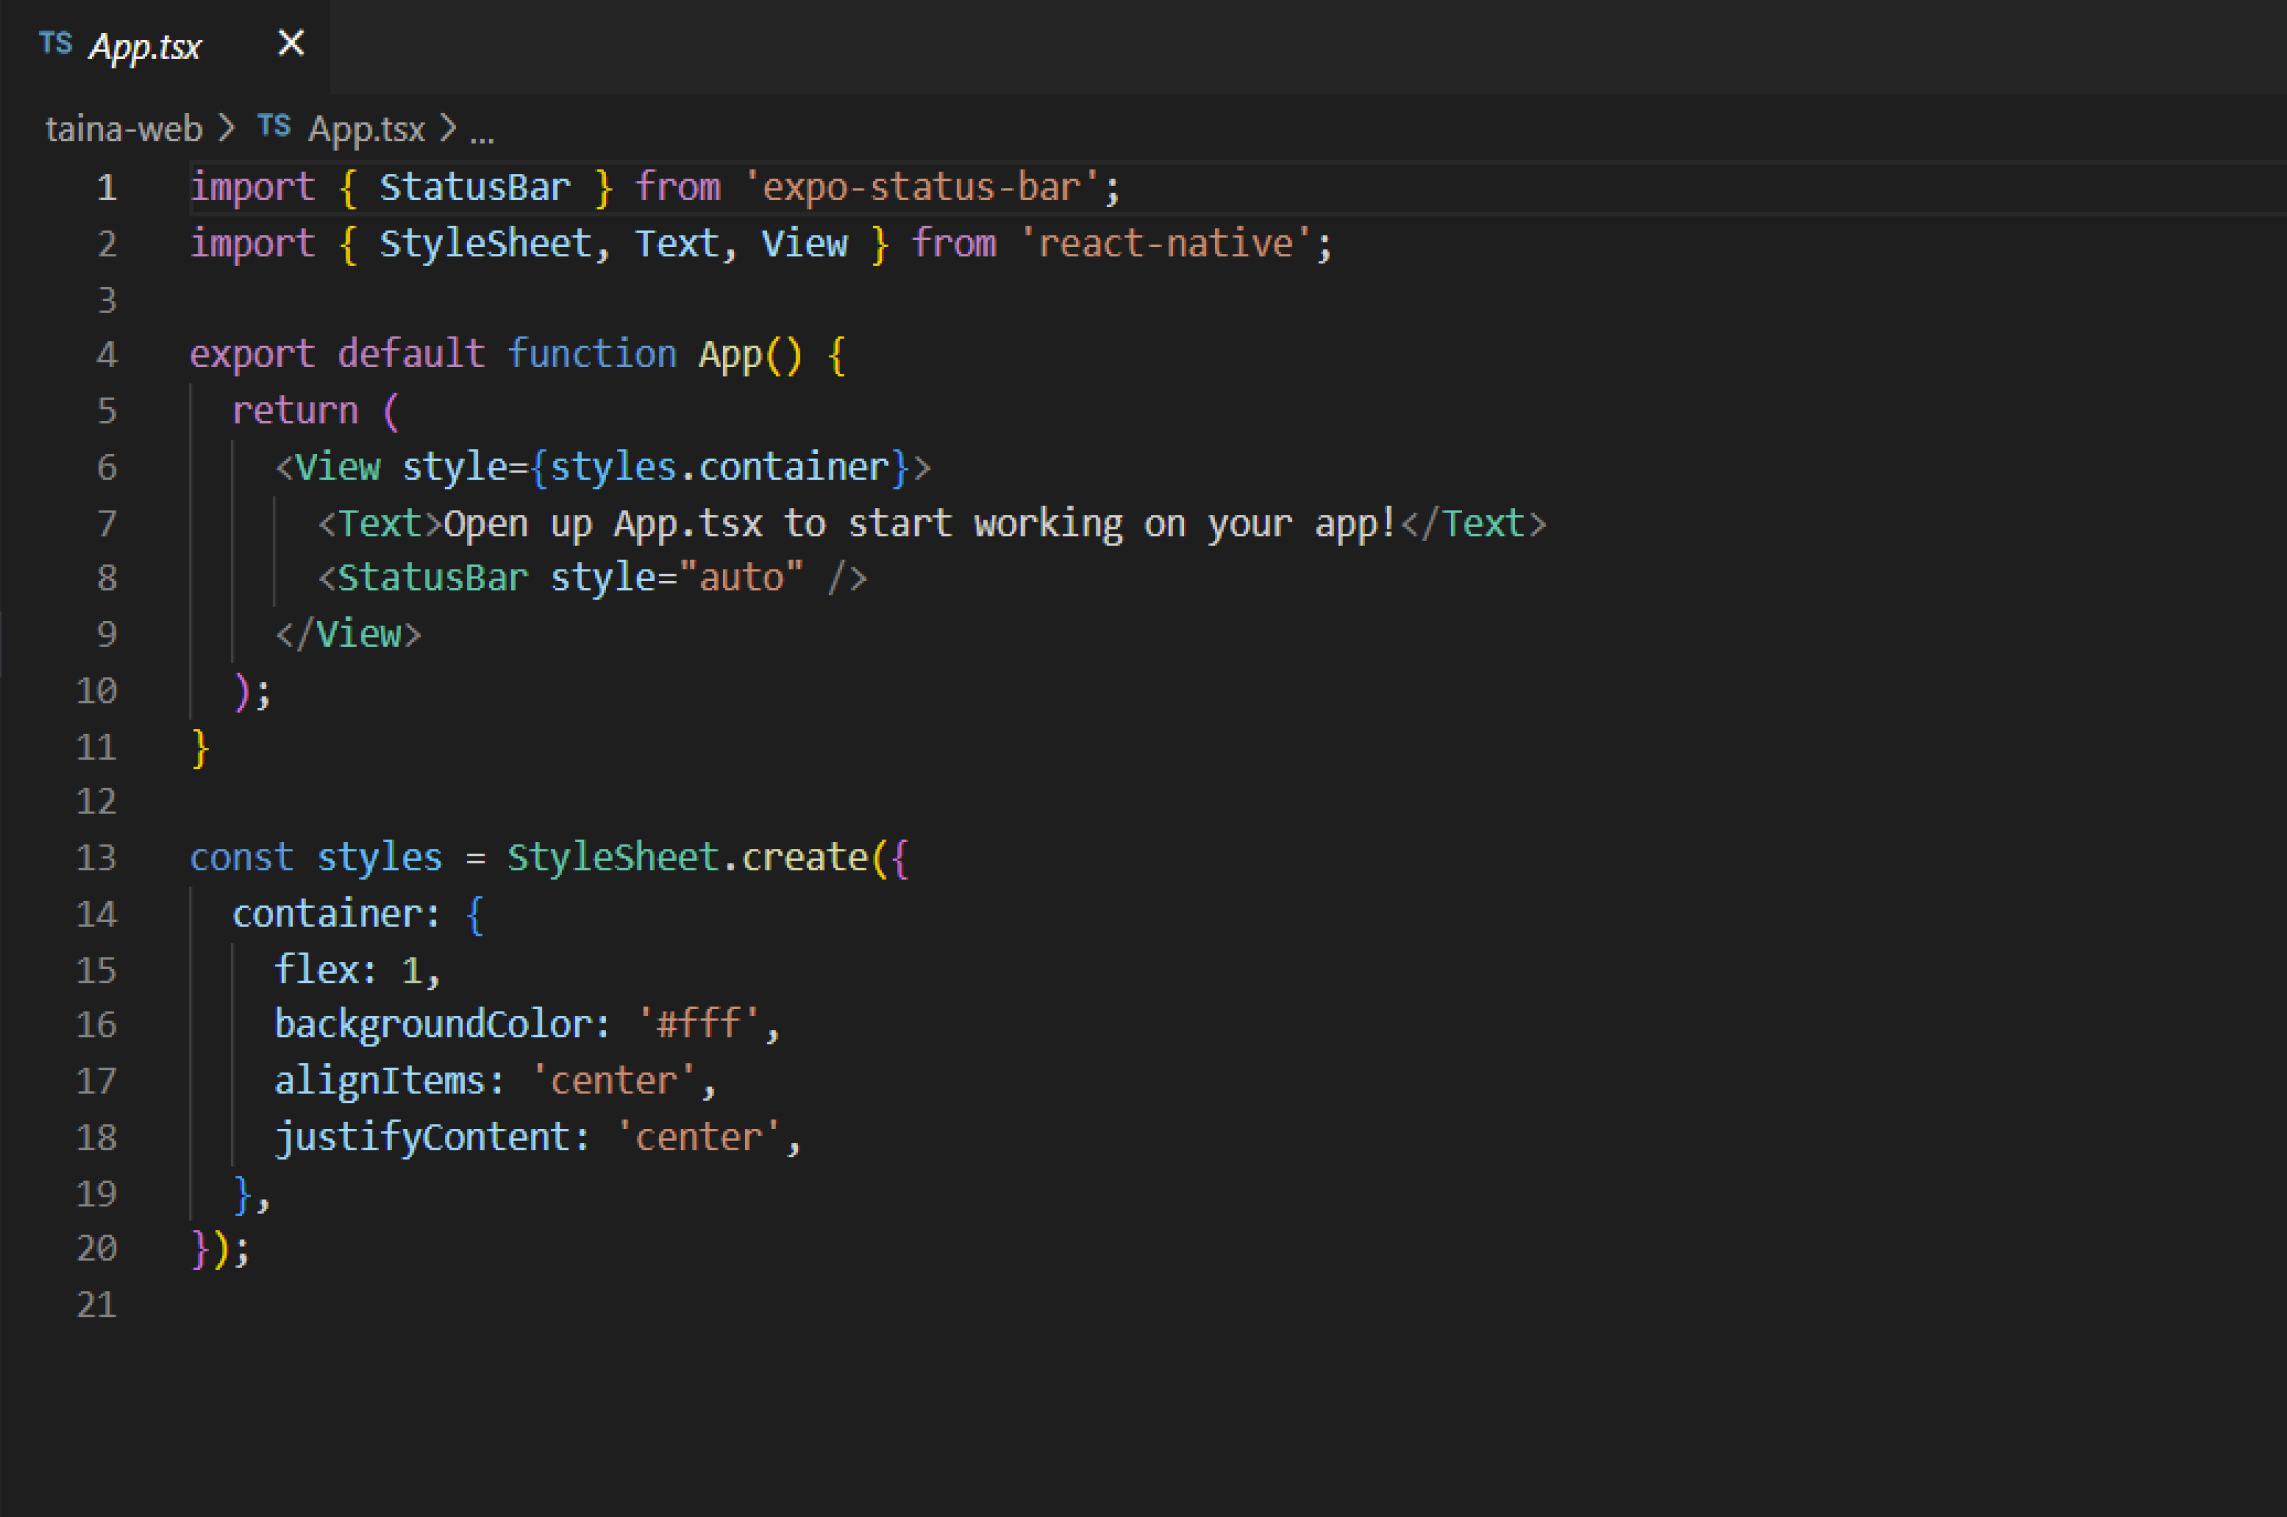 TS App.tsx ×
taina-web > TS App.tsx > ...
1 import { StatusBar } from 'expo-status-bar';
2 import { StyleSheet, Text, View } from 'react-native';
3
4 export default function App() {
5   return (
6     <View style={styles.container}>
7       <Text>Open up App.tsx to start working on your app!</Text>
8       <StatusBar style="auto" />
9     </View>
10   );
11 }
12
13 const styles = StyleSheet.create({
14   container: {
15     flex: 1,
16     backgroundColor: '#fff',
17     alignItems: 'center',
18     justifyContent: 'center',
19   },
20 });
21